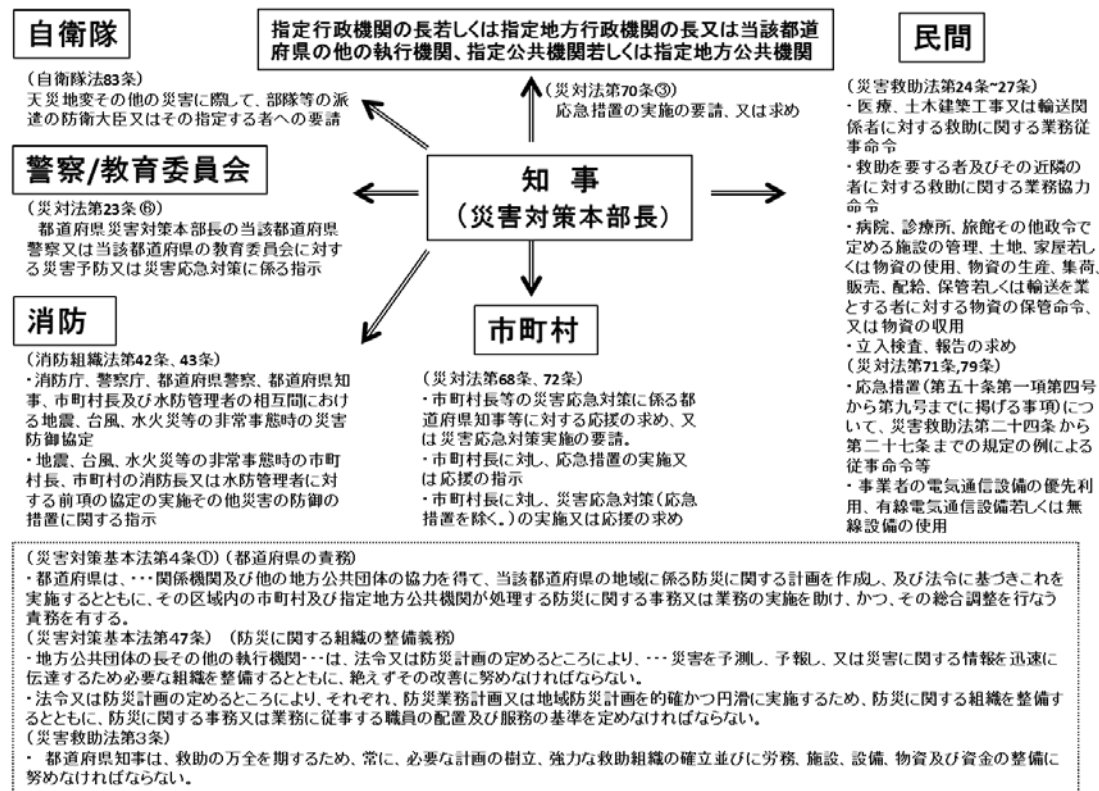 自衛隊
(自衛隊法83条)
天災地変その他の災害に際して、部隊等の派
遣の防衛大臣又はその指定する者への要請
指定行政機関の長若しくは指定地方行政機関の長又は当該都道
府県の他の執行機関、指定公共機関若しくは指定地方公共機関
(災対法第70条③)
応急措置の実施の要請、又は求め
民間
(災害救助法第24条~27条)
・医療、土木建築工事又は輸送関
係者に対する救助に関する業務従
事命令
・救助を要する者及びその近隣の
者に対する救助に関する業務協力
命令
・病院、診療所、旅館その他政令で
定める施設の管理、土地、家屋若し
くは物資の使用、物資の生産、集荷、
販売、配給、保管若しくは輸送を業
とする者に対する物資の保管命令、
又は物資の収用
・立入検査、報告の求め
(災対法第71条,79条)
・応急措置(第五十条第一項第四号
から第九号までに掲げる事項)につ
いて、災害救助法第二十四条から
第二十七条までの規定の例による
従事命令等
・事業者の電気通信設備の優先利
用、有線電気通信設備若しくは無
線設備の使用
知事
(災害対策本部長)
警察/教育委員会
(災対法第23条⑥)
都道府県災害対策本部長の当該都道府県
警察又は当該都道府県の教育委員会に対す
る災害予防又は災害応急対策に係る指示
消防
(消防組織法第42条、43条)
・消防庁、警察庁、都道府県警察、都道府県知
事、市町村長及び水防管理者の相互間におけ
る地震、台風、水火災等の非常事態時の災害
防御協定
・地震、台風、水火災等の非常事態時の市町
村長、市町村の消防長又は水防管理者に
対する前項の協定の実施その他災害の防御の
措置に関する指示
市町村
(災対法第68条、72条)
・市町村長等の災害応急対策に係る都
道府県知事等に対する応援の求め、又
は災害応急対策実施の要請。
・市町村長に対し、応急措置の実施又
は応援の指示
・市町村長に対し、災害応急対策(応急
措置を除く。)の実施又は応援の求め
(災害対策基本法第4条①)(都道府県の責務)
・都道府県は、・・・関係機関及び他の地方公共団体の協力を得て、当該都道府県の地域に係る防災に関する計画を作成し、及び法令に基づきこれを
実施するとともに、その区域内の市町村及び指定地方公共機関が処理する防災に関する事務又は業務の実施を助け、かつ、その総合調整を行なう
責務を有する。
(災害対策基本法第47条) (防災に関する組織の整備義務)
・地方公共団体の長その他の執行機関・・・は、法令又は防災計画の定めるところにより、・・・災害を予測し、予報し、又は災害に関する情報を迅速に
伝達するため必要な組織を整備するとともに、絶えずその改善に努めなければならない。
・法令又は防災計画の定めるところにより、それぞれ、防災業務計画又は地域防災計画を的確かつ円滑に実施するため、防災に関する組織を整備す
るとともに、防災に関する事務又は業務に従事する職員の配置及び服務の基準を定めなければならない。
(災害救助法第3条)
・ 都道府県知事は、救助の万全を期するため、常に、必要な計画の樹立、強力な救助組織の確立並びに労務、施設、設備、物資及び資金の整備に
努めなければならない。